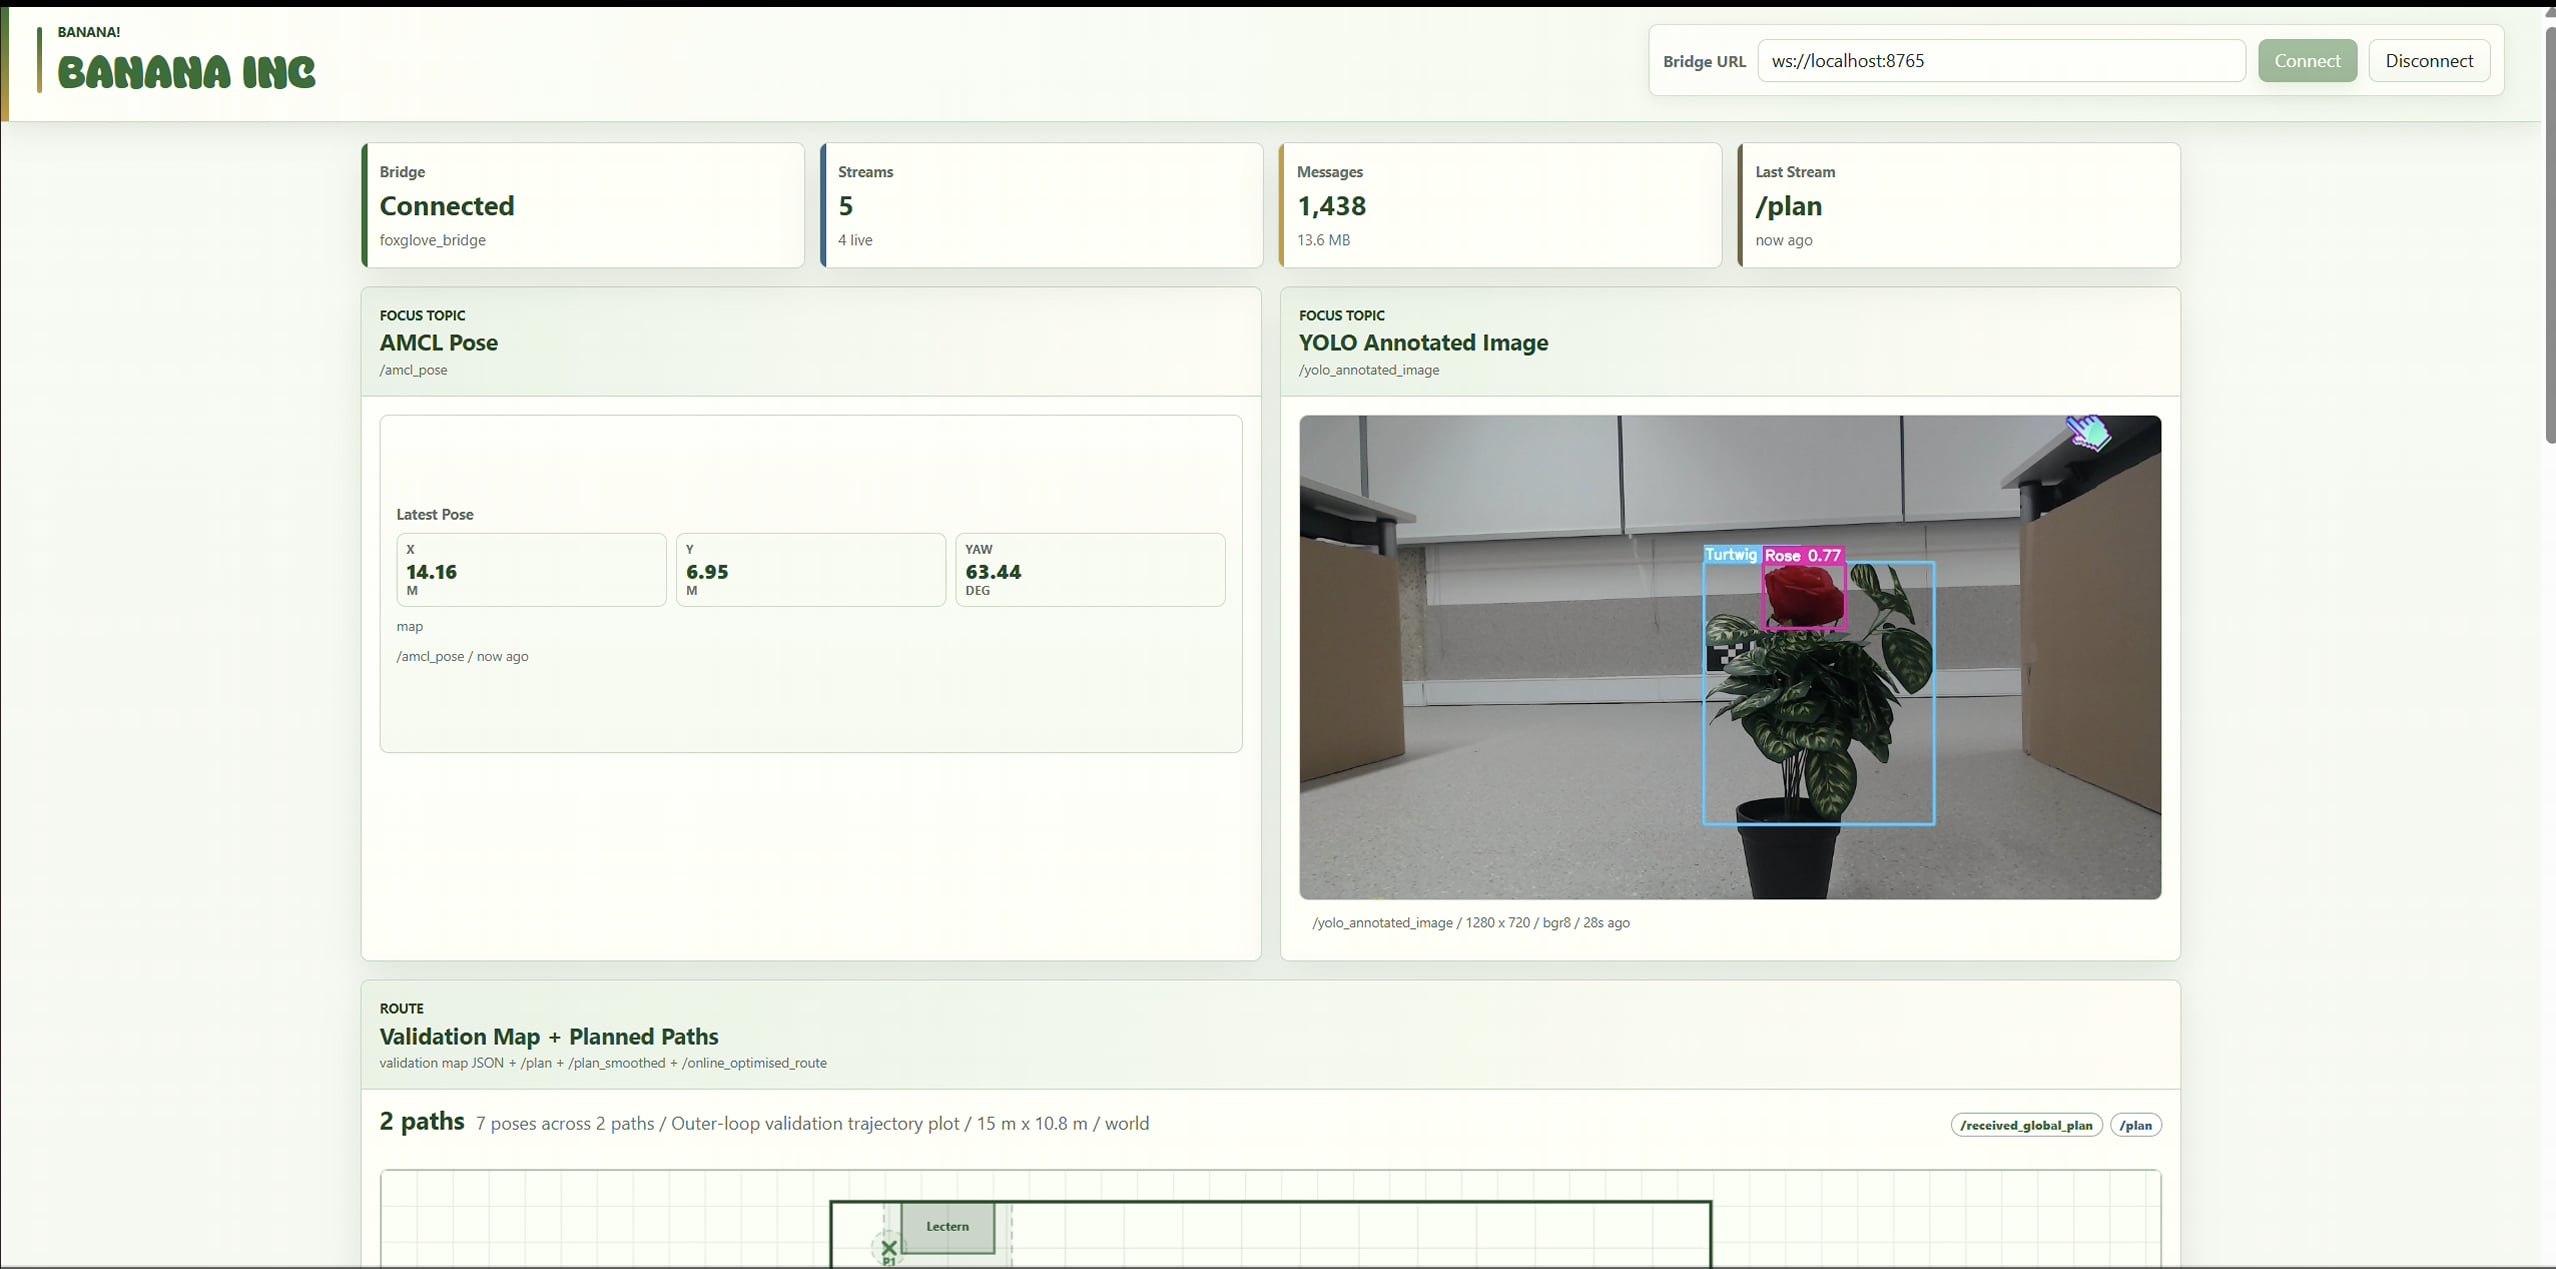 BANANA!
BANANA INC
Bridge URL
ws://localhost:8765
Connect
Disconnect
Bridge
Connected
foxglove_bridge
Streams
5
4 live
Messages
1,438
13.6 MB
Last Stream
/plan
now ago
FOCUS TOPIC
AMCL Pose
/amcl_pose
Latest Pose
X
14.16
M
Y
6.95
M
YAW
63.44
DEG
map
/amcl_pose / now ago
FOCUS TOPIC
YOLO Annotated Image
/yolo_annotated_image
Turtwig
Rose 0.77
/yolo_annotated_image / 1280 x 720 / bgr8 / 28s ago
ROUTE
Validation Map + Planned Paths
validation map JSON + /plan + /plan_smoothed + /online_optimised_route
2 paths 7 poses across 2 paths / Outer-loop validation trajectory plot / 15 m x 10.8 m / world
/received_global_plan
/plan
Lectern
P1